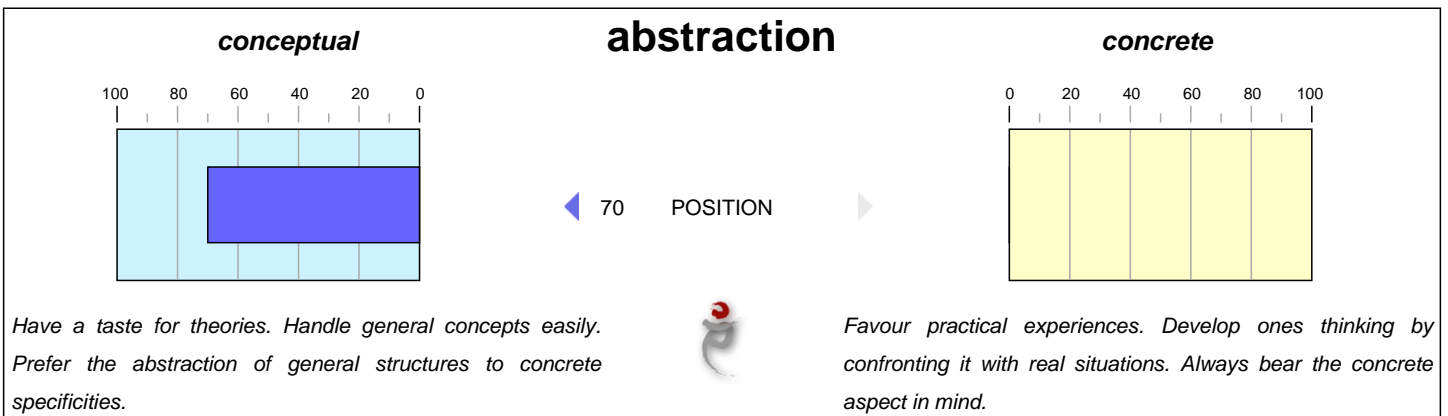 conceptual abstraction concrete
100 80 60 40 20 0 0 20 40 60 80 100
70 POSITION
Have a taste for theories. Handle general concepts easily.
Prefer the abstraction of general structures to concrete
specificities.
Favour practical experiences. Develop ones thinking by
confronting it with real situations. Always bear the concrete
aspect in mind.